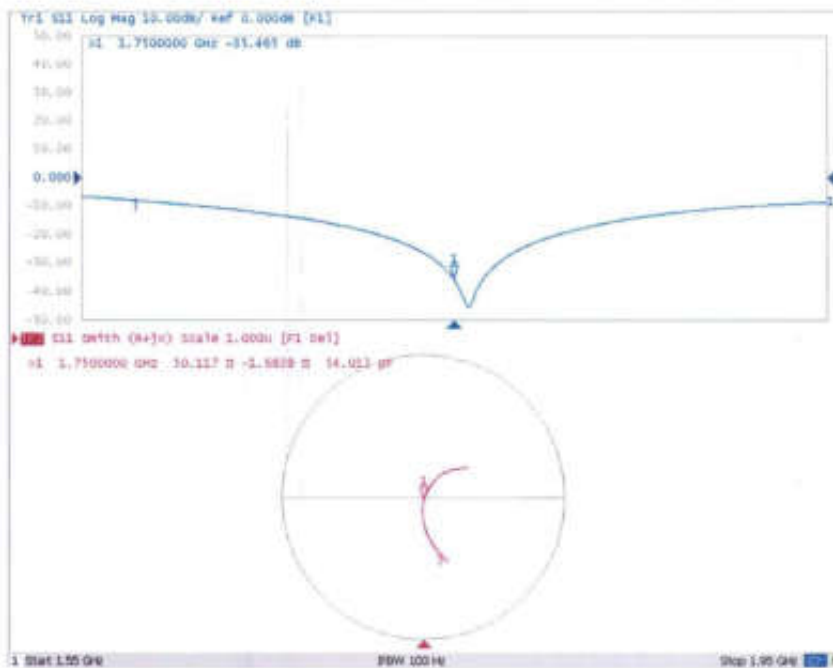 Tr1 S11 Log Mag 10.00dB/ Ref 0.000dB [F1]
>1 1.7500000 GHz -35.465 dB
50.00
40.00
30.00
20.00
10.00
0.000
-10.00
-20.00
-30.00
-40.00
-50.00
1
S11 Smith (R+jX) Scale 1.000U [F1 Del]
>1 1.7500000 GHz 50.117 Ω
1
1 Start 1.55 GHz
IFBW 100 Hz
Stop 1.95 GHz